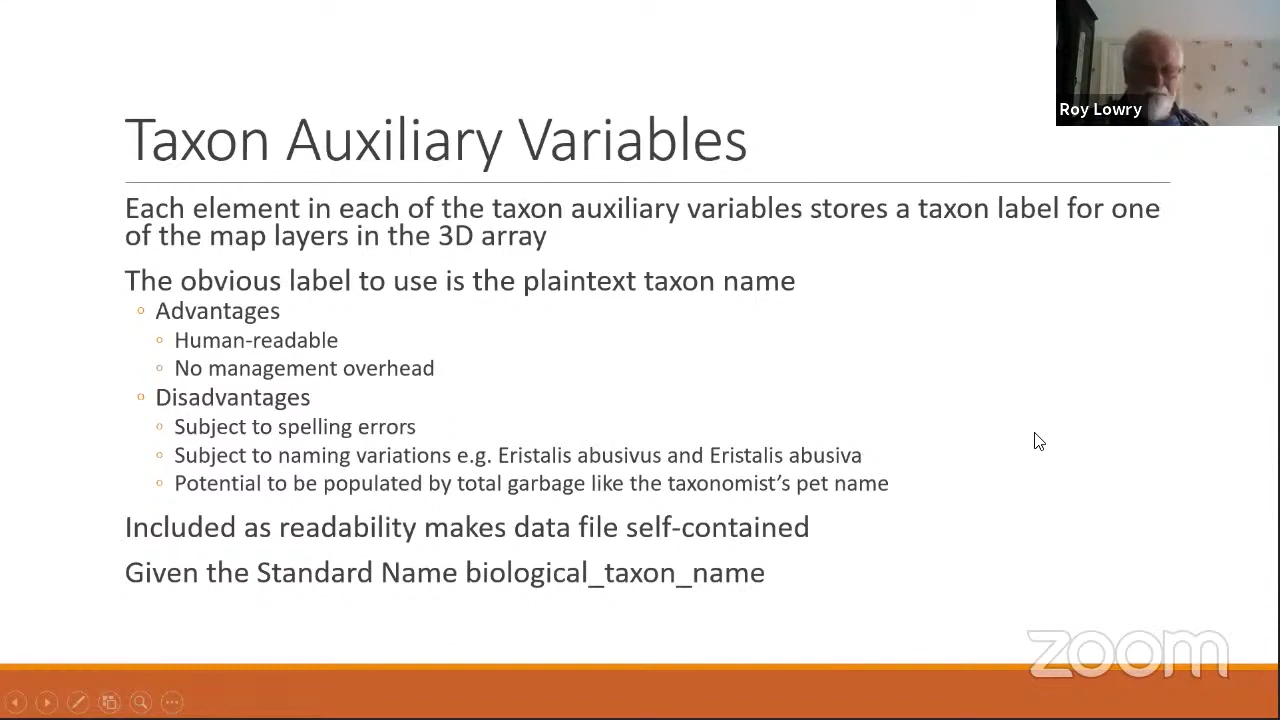 Roy Lowry
Taxon Auxiliary Variables
Each element in each of the taxon auxiliary variables stores a taxon label for one
of the map layers in the 3D array
The obvious label to use is the plaintext taxon name
Advantages
Human-readable
No management overhead
Disadvantages
Subject to spelling errors
Subject to naming variations e.g. Eristalis abusivus and Eristalis abusiva
Potential to be populated by total garbage like the taxonomist's pet name
Included as readability makes data file self-contained
Given the Standard Name biological_taxon_name
zoom